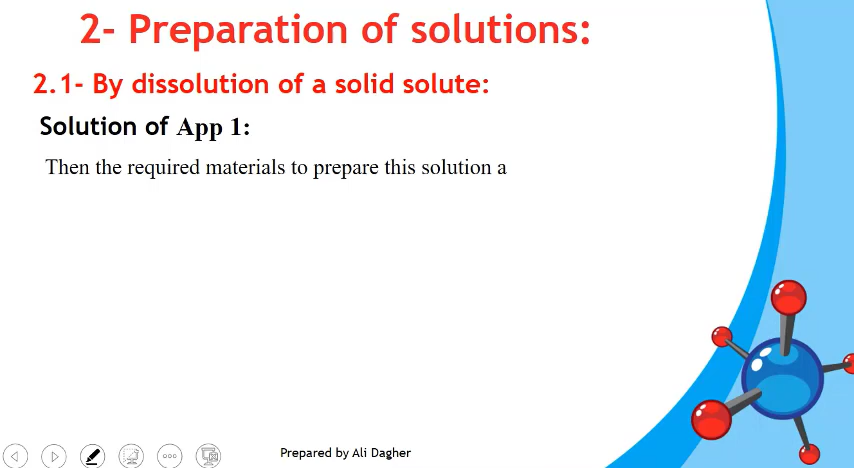 2- Preparation of solutions:
2.1- By dissolution of a solid solute:
Solution of App 1:
Then the required materials to prepare this solution a
Prepared by Ali Dagher